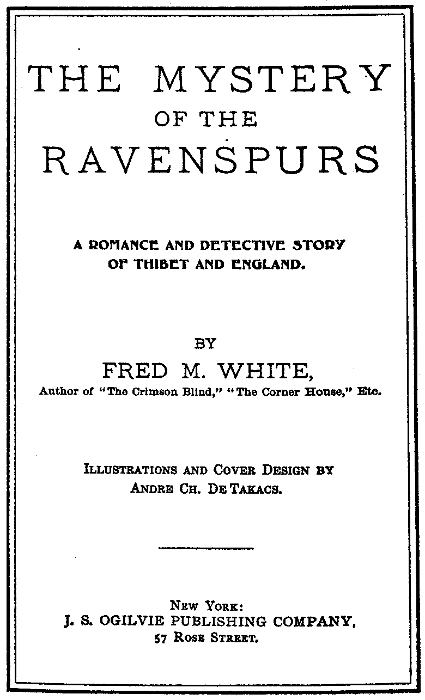 THE MYSTERY
OF THE
RAVENSPURS
A ROMANCE AND DETECTIVE STORY
OF THIBET AND ENGLAND.
BY
FRED M. WHITE,
Author of "The Crimson Blind," "The Corner House," Etc.
ILLUSTRATIONS AND COVER DESIGN BY
ANDRE CH. DE TAKACS.
NEW YORK:
J. S. OGILVIE PUBLISHING COMPANY,
57 ROSE STREET.